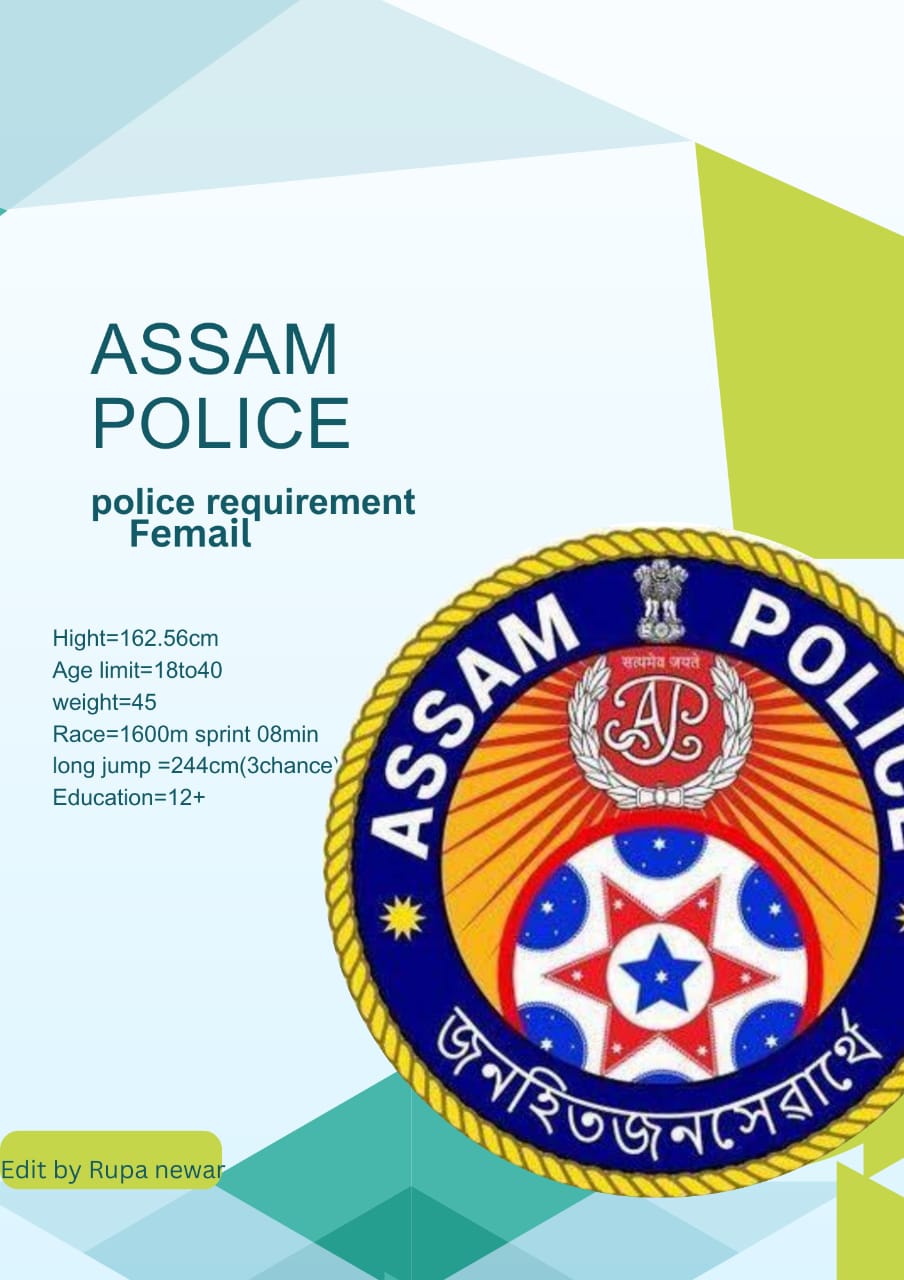 ASSAM
POLICE
police requirement
Femail
Hight=162.56cm
Age limit=18to40
weight=45
Race=1600m sprint 08min
long jump =244cm(3chance)
Education=12+
ASSAM POLICE
सत्यमेव जयते
AP
জনহিতজনসেৱাৰ্থে
Edit by Rupa newar